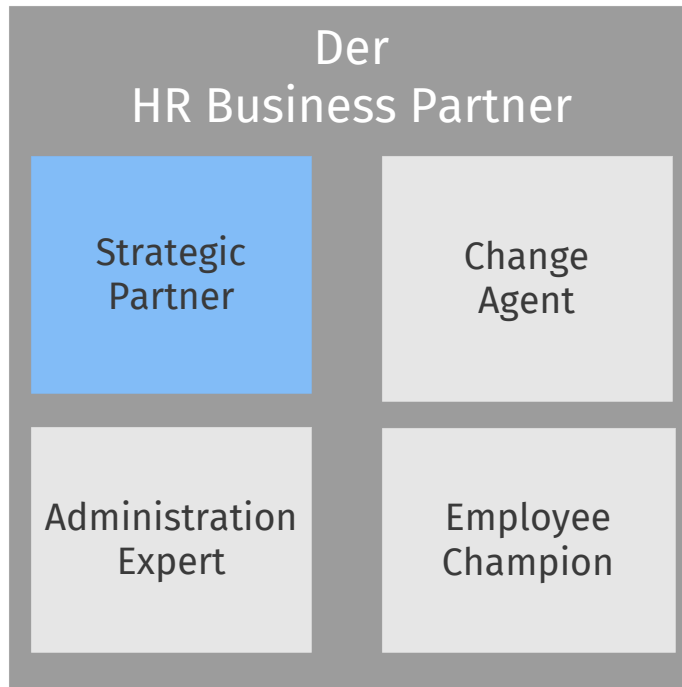 Der
HR Business Partner
Strategic
Partner
Change
Agent
Administration
Expert
Employee
Champion